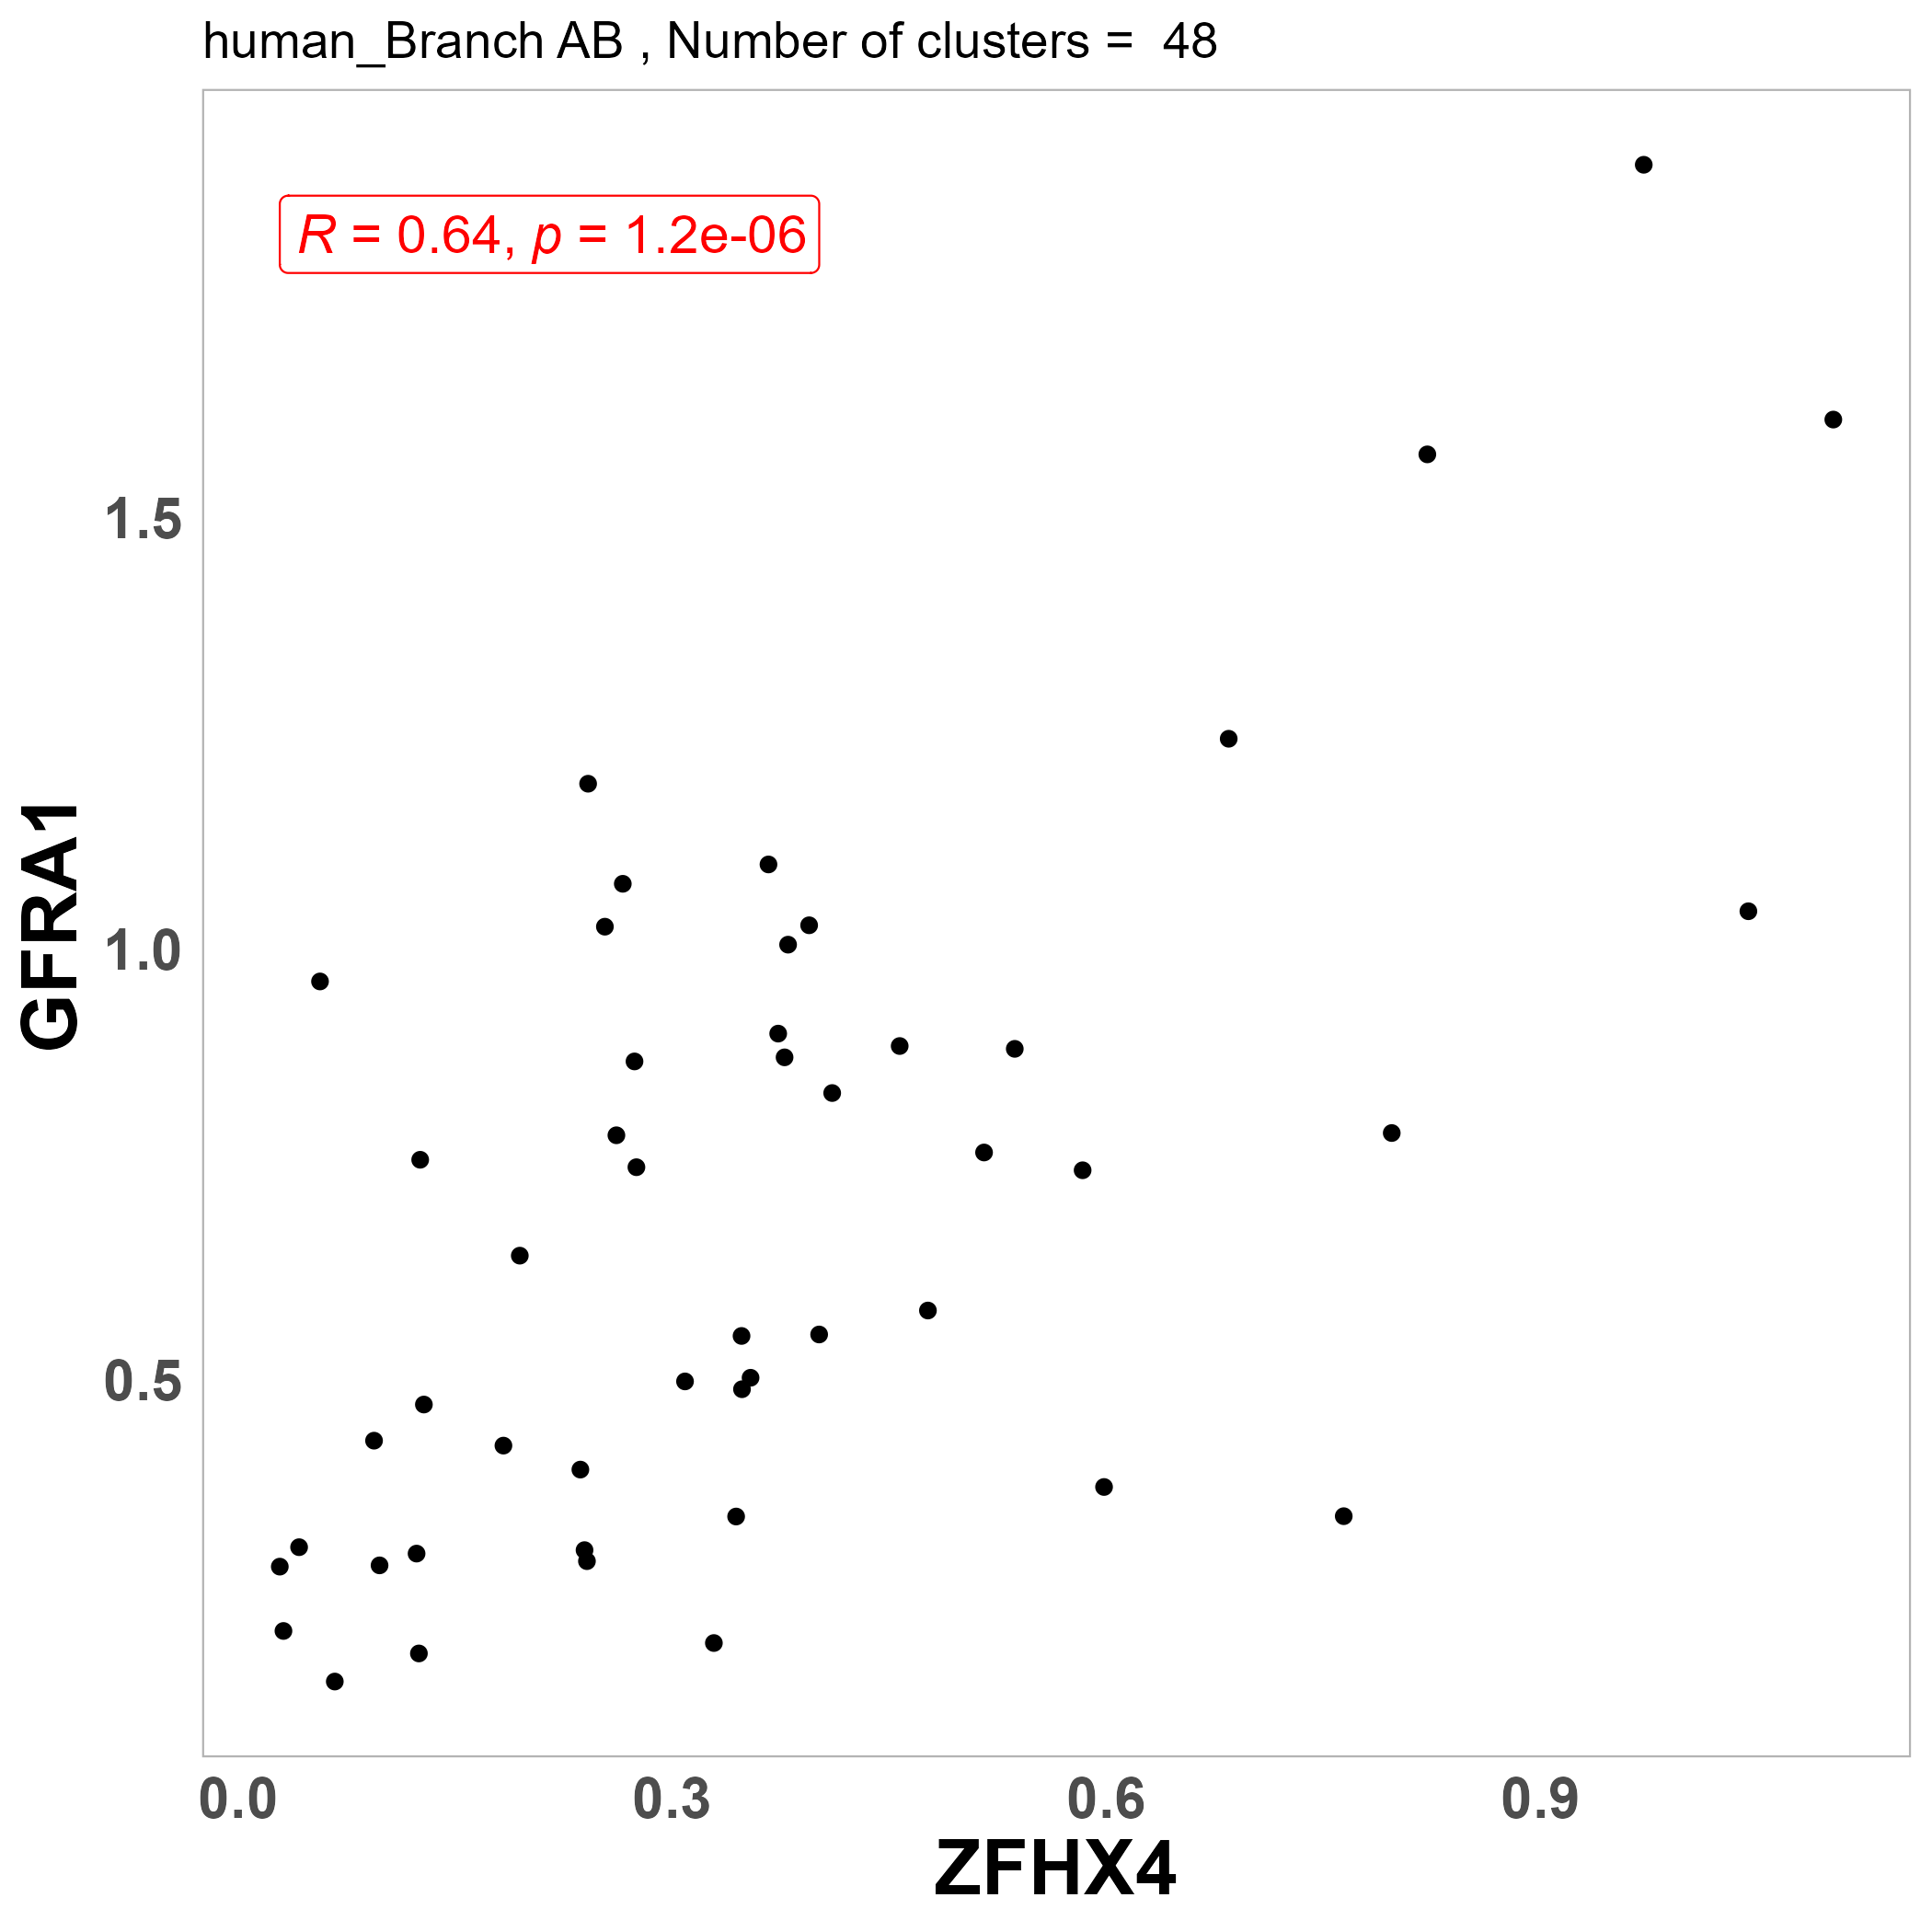 human_Branch AB , Number of clusters =  48
R = 0.64, p = 1.2e-06
GFRA1
1.5
1.0
0.5
0.0 0.3 0.6 0.9
ZFHX4